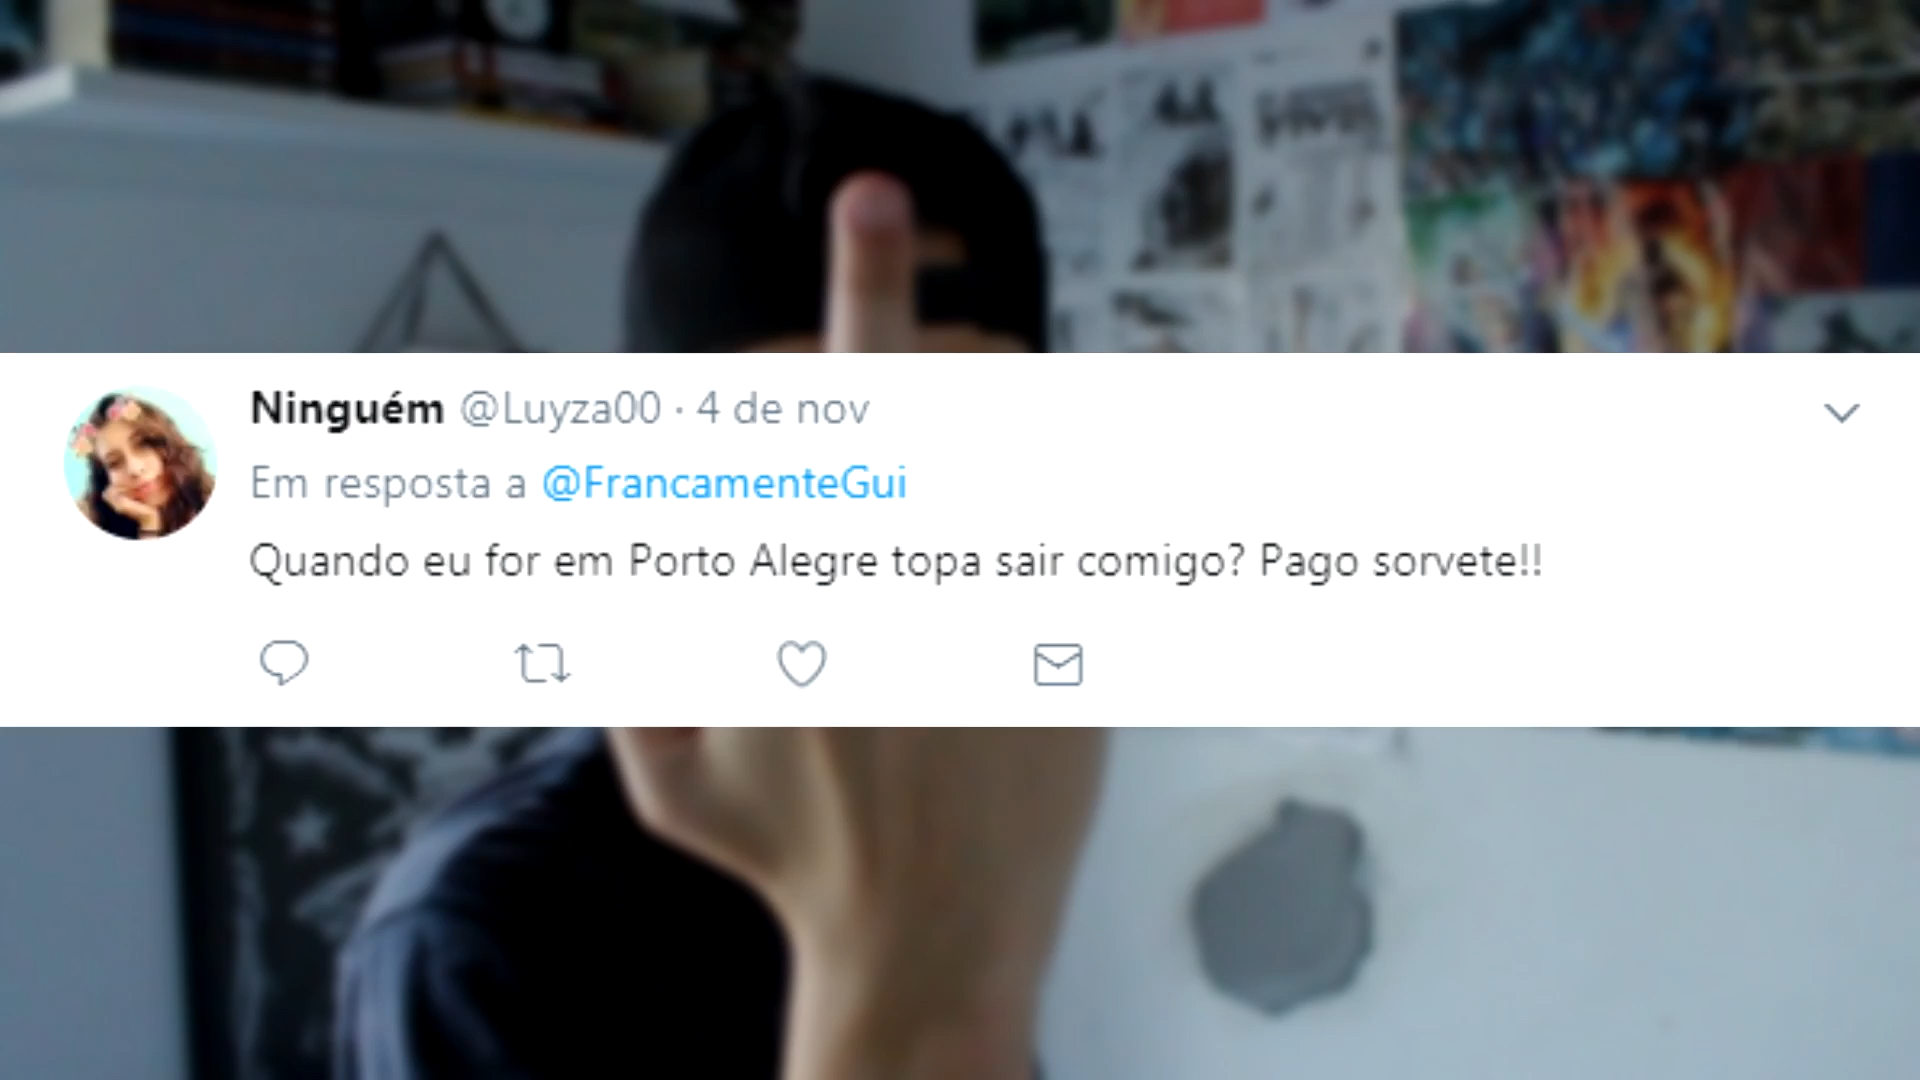 Ninguém @Luyza00 · 4 de nov
Em resposta a @FrancamenteGui
Quando eu for em Porto Alegre topa sair comigo? Pago sorvete!!